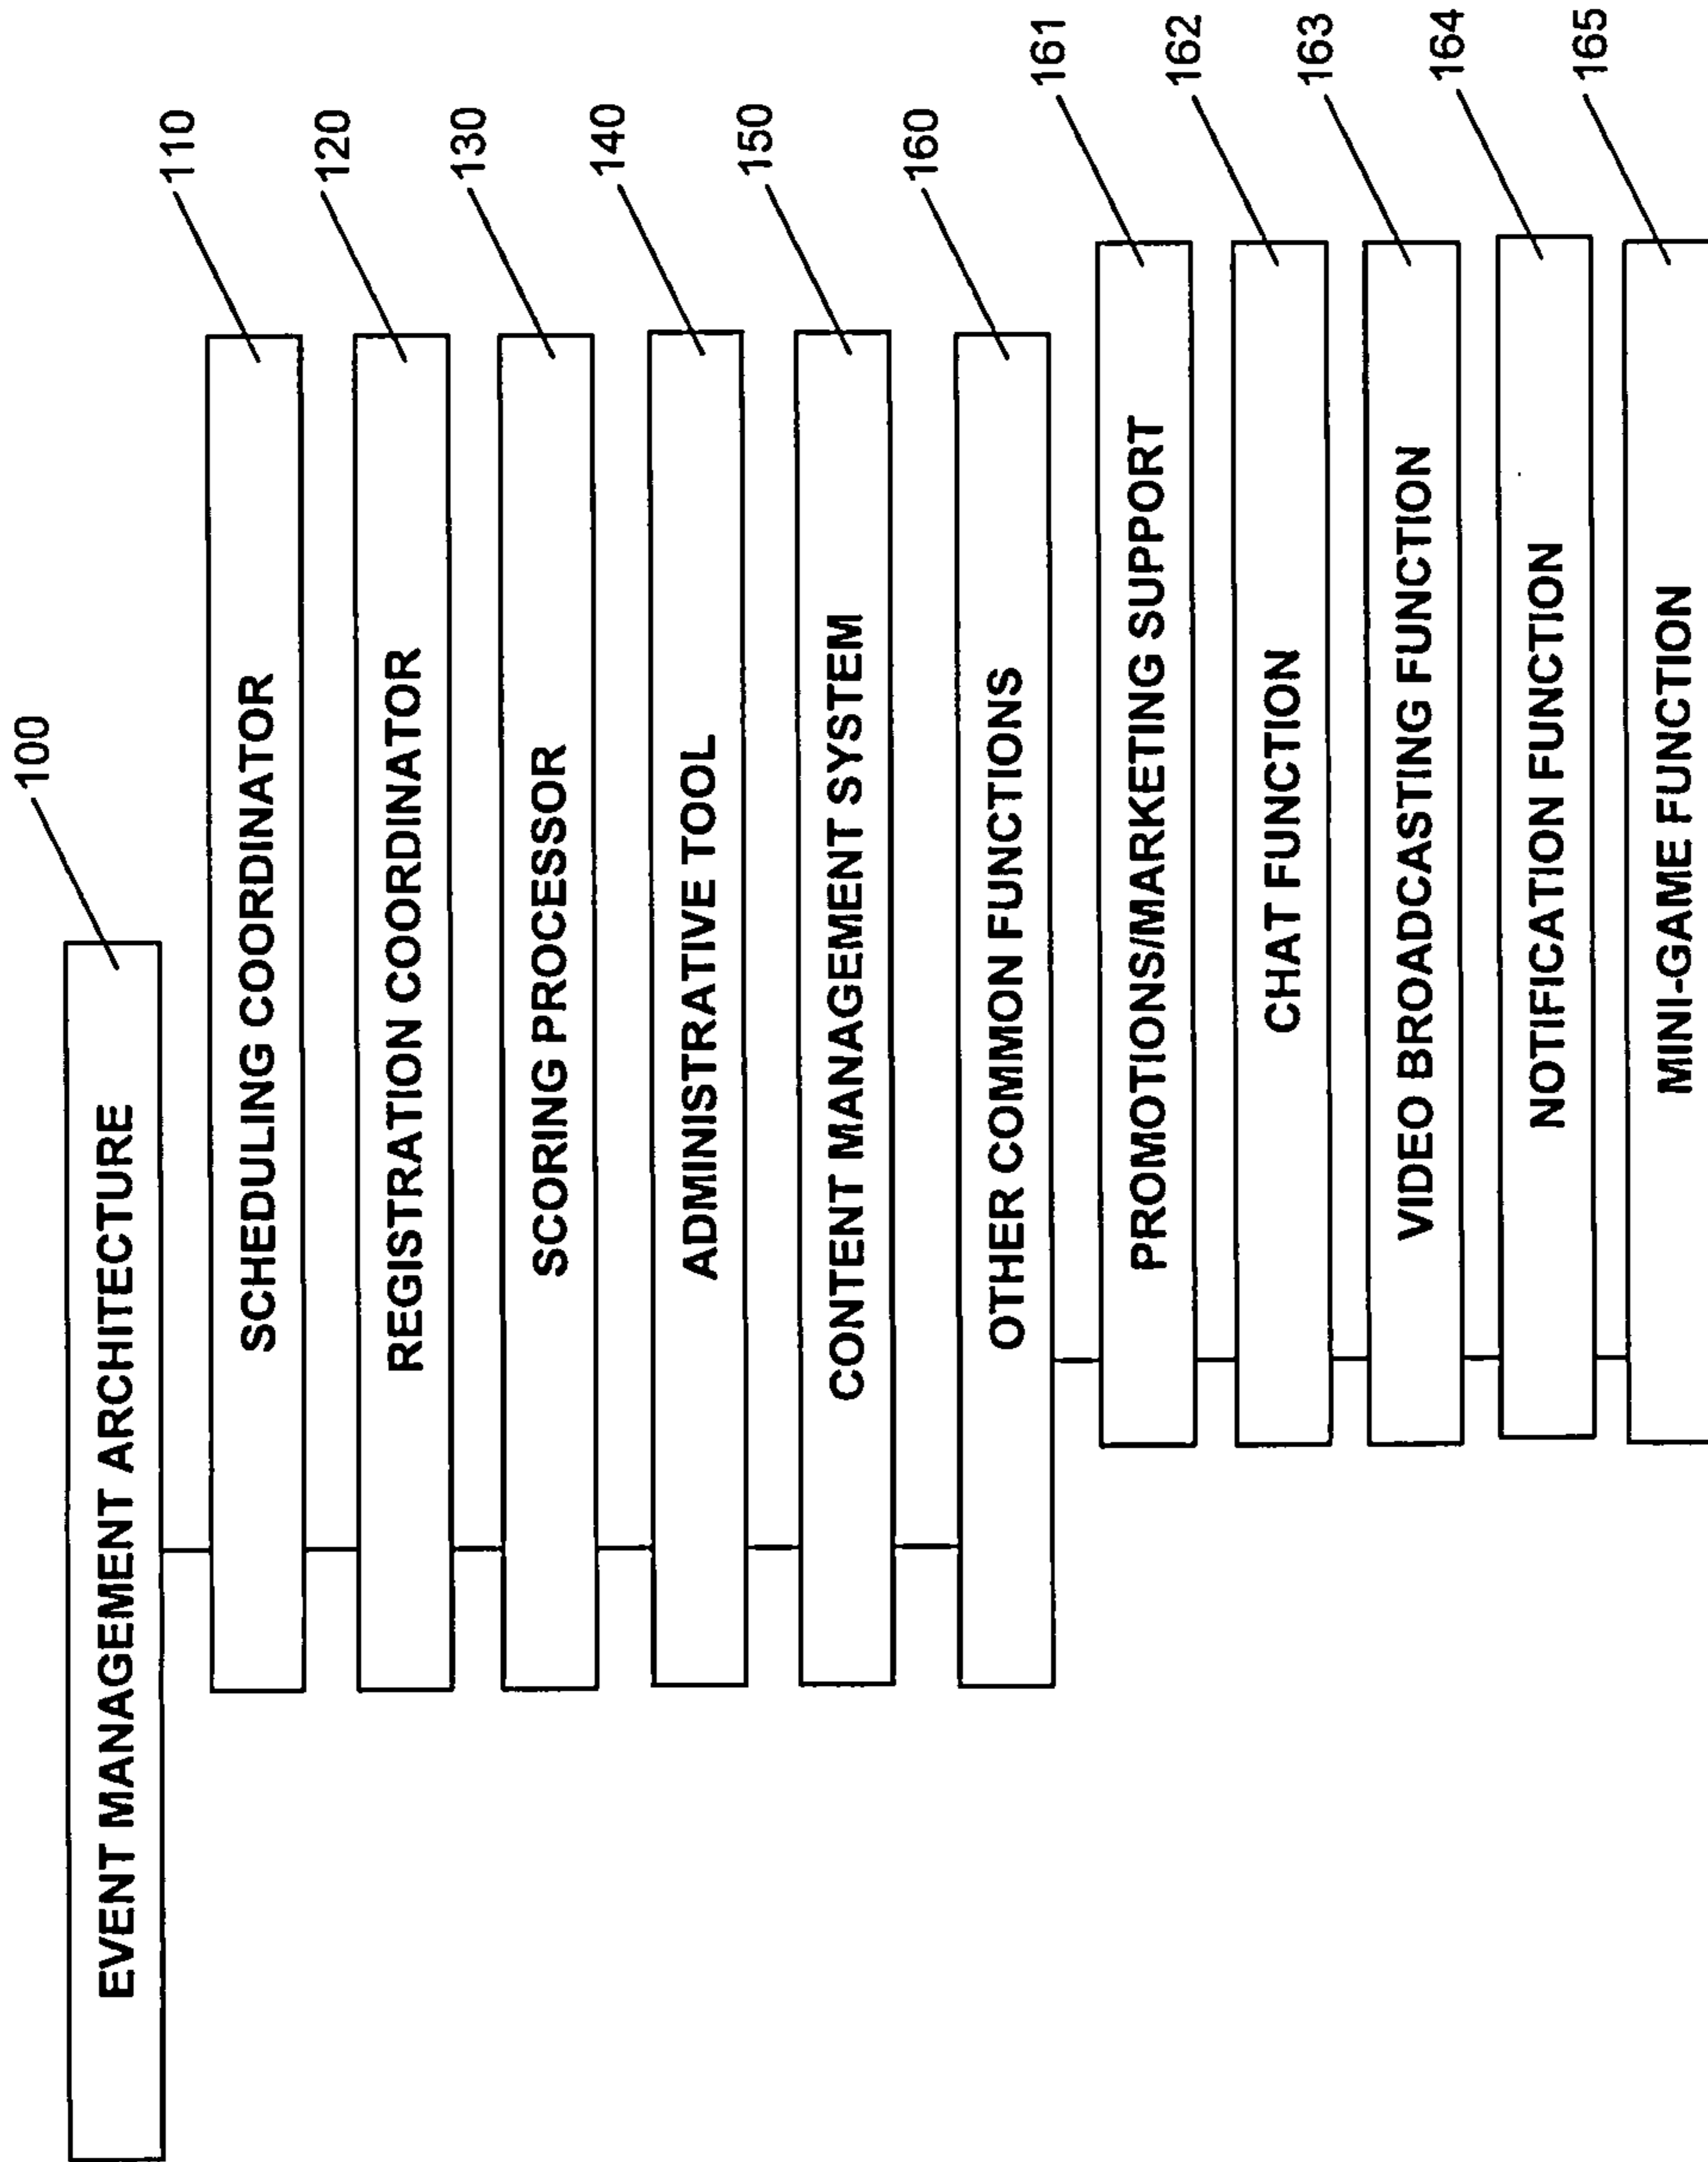 100
EVENT MANAGEMENT ARCHITECTURE
110
SCHEDULING COORDINATOR
120
REGISTRATION COORDINATOR
130
SCORING PROCESSOR
140
ADMINISTRATIVE TOOL
150
CONTENT MANAGEMENT SYSTEM
160
OTHER COMMON FUNCTIONS
161
PROMOTIONS/MARKETING SUPPORT
162
CHAT FUNCTION
163
VIDEO BROADCASTING FUNCTION
164
NOTIFICATION FUNCTION
165
MINI-GAME FUNCTION